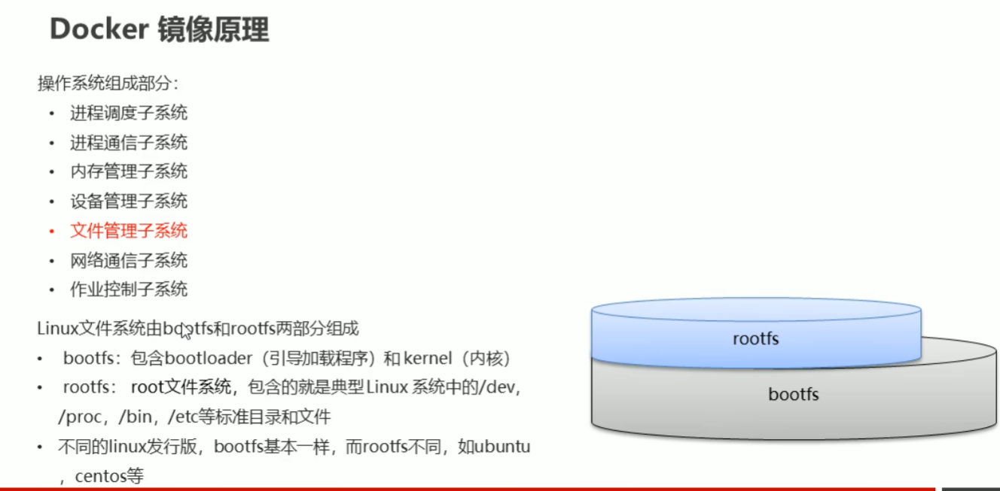 Docker 镜像原理
操作系统组成部分：
• 进程调度子系统
• 进程通信子系统
• 内存管理子系统
• 设备管理子系统
• 文件管理子系统
• 网络通信子系统
• 作业控制子系统
Linux文件系统由bootfs和rootfs两部分组成
• bootfs：包含bootloader（引导加载程序）和 kernel（内核）
• rootfs： root文件系统，包含的就是典型 Linux 系统中的/dev，
/proc，/bin，/etc等标准目录和文件
• 不同的linux发行版，bootfs基本一样，而rootfs不同，如ubuntu
，centos等
rootfs
bootfs